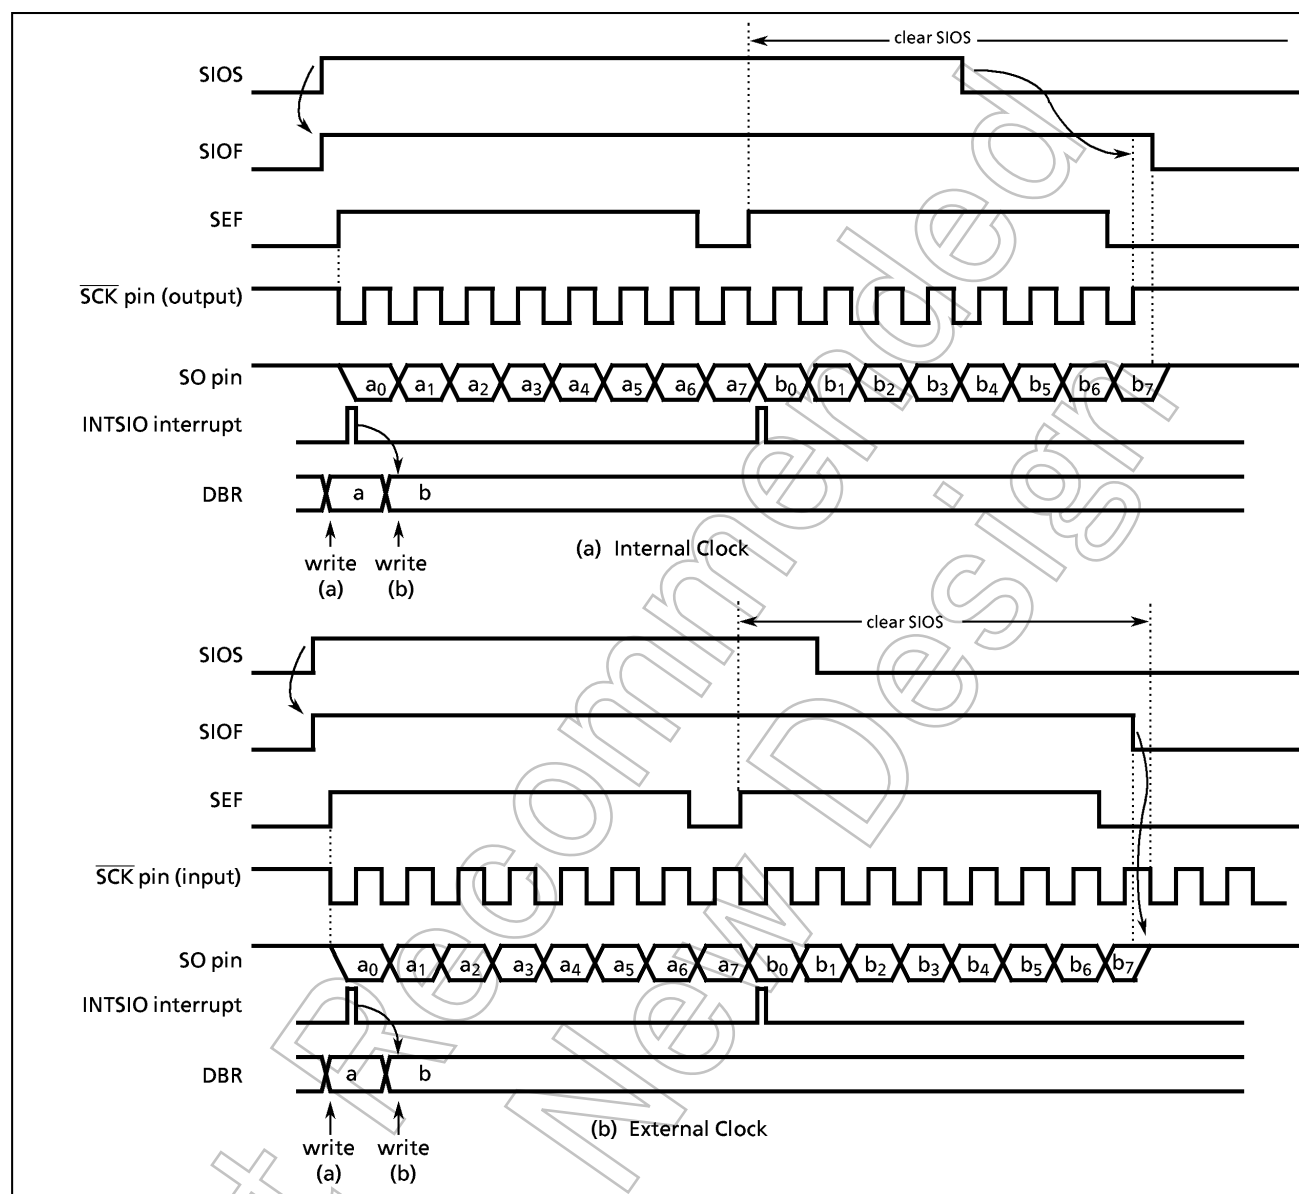 clear SIOS
SIOS
SIOF
SEF
S̅C̅K̅ pin (output)
SO pin
a₀ a₁ a₂ a₃ a₄ a₅ a₆ a₇ b₀ b₁ b₂ b₃ b₄ b₅ b₆ b₇
INTSIO interrupt
DBR
a b
write (a)
write (b)
(a) Internal Clock
clear SIOS
SIOS
SIOF
SEF
S̅C̅K̅ pin (input)
SO pin
a₀ a₁ a₂ a₃ a₄ a₅ a₆ a₇ b₀ b₁ b₂ b₃ b₄ b₅ b₆ b₇
INTSIO interrupt
DBR
a b
write (a)
write (b)
(b) External Clock
t Recommended
New Design